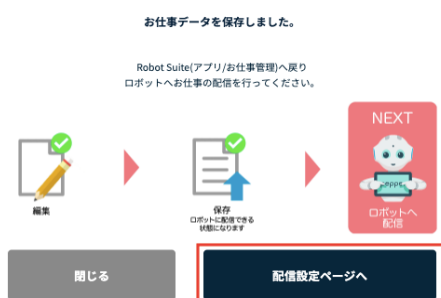 お仕事データを保存しました。
Robot Suite(アプリ/お仕事管理)へ戻り
ロボットへお仕事の配信を行ってください。
NEXT
編集
保存
ロボットに配信できる
状態になります
ロボットへ
配信
閉じる
配信設定ページへ